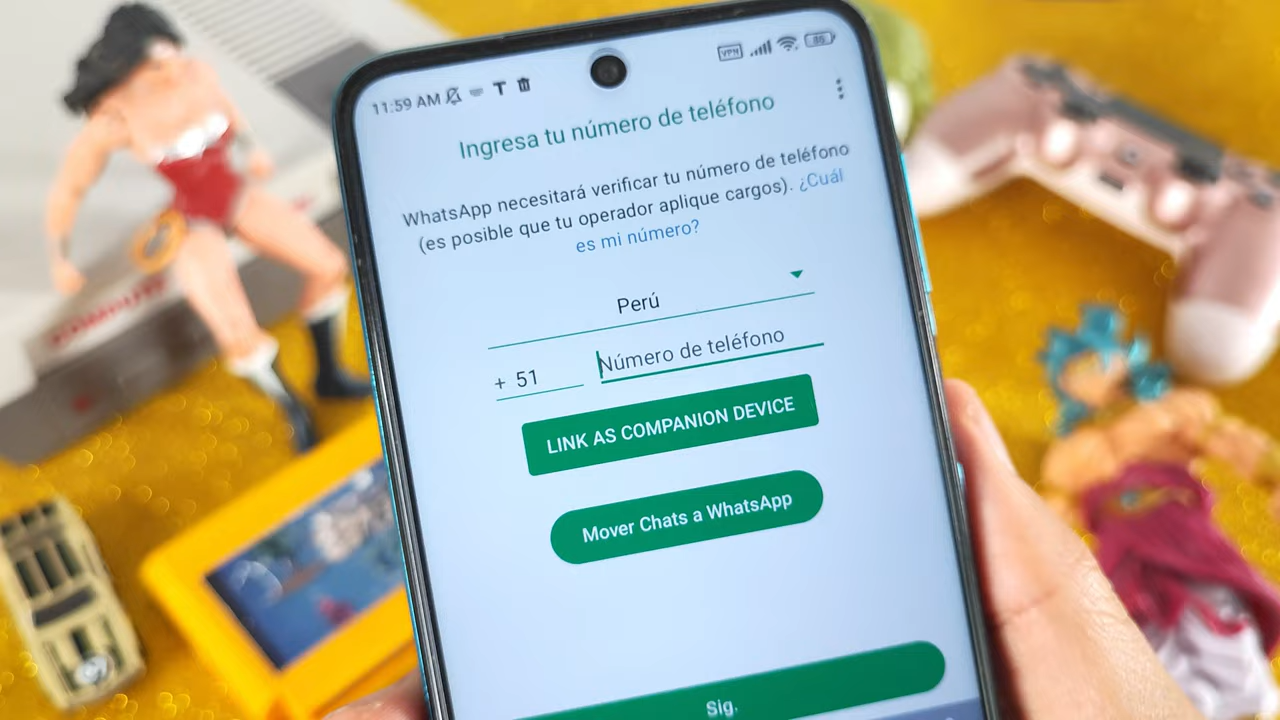 11:59 AM
VPN
Ingresa tu número de teléfono
WhatsApp necesitará verificar tu número de teléfono
(es posible que tu operador aplique cargos). ¿Cuál
es mi número?
Perú
+ 51
Número de teléfono
LINK AS COMPANION DEVICE
Mover Chats a WhatsApp
Sig.